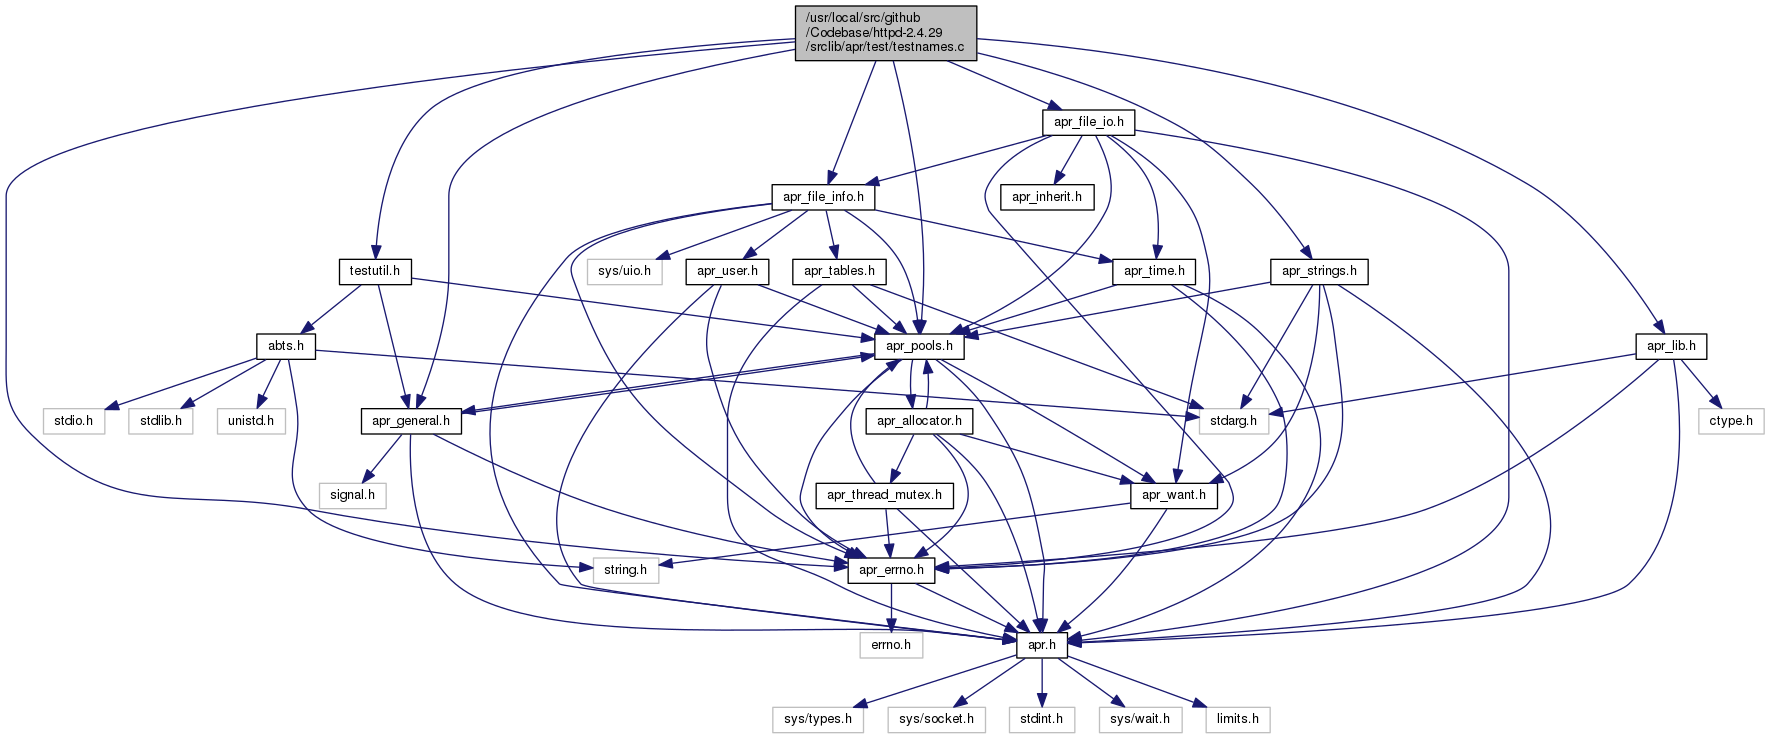 /usr/local/src/github
/Codebase/httpd-2.4.29
/srclib/apr/test/testnames.c
apr_file_io.h
apr_file_info.h
apr_inherit.h
testutil.h
sys/uio.h
apr_user.h
apr_tables.h
apr_time.h
apr_strings.h
abts.h
apr_pools.h
apr_lib.h
stdio.h
stdlib.h
unistd.h
apr_general.h
apr_allocator.h
stdarg.h
ctype.h
signal.h
apr_thread_mutex.h
apr_want.h
string.h
apr_errno.h
errno.h
apr.h
sys/types.h
sys/socket.h
stdint.h
sys/wait.h
limits.h